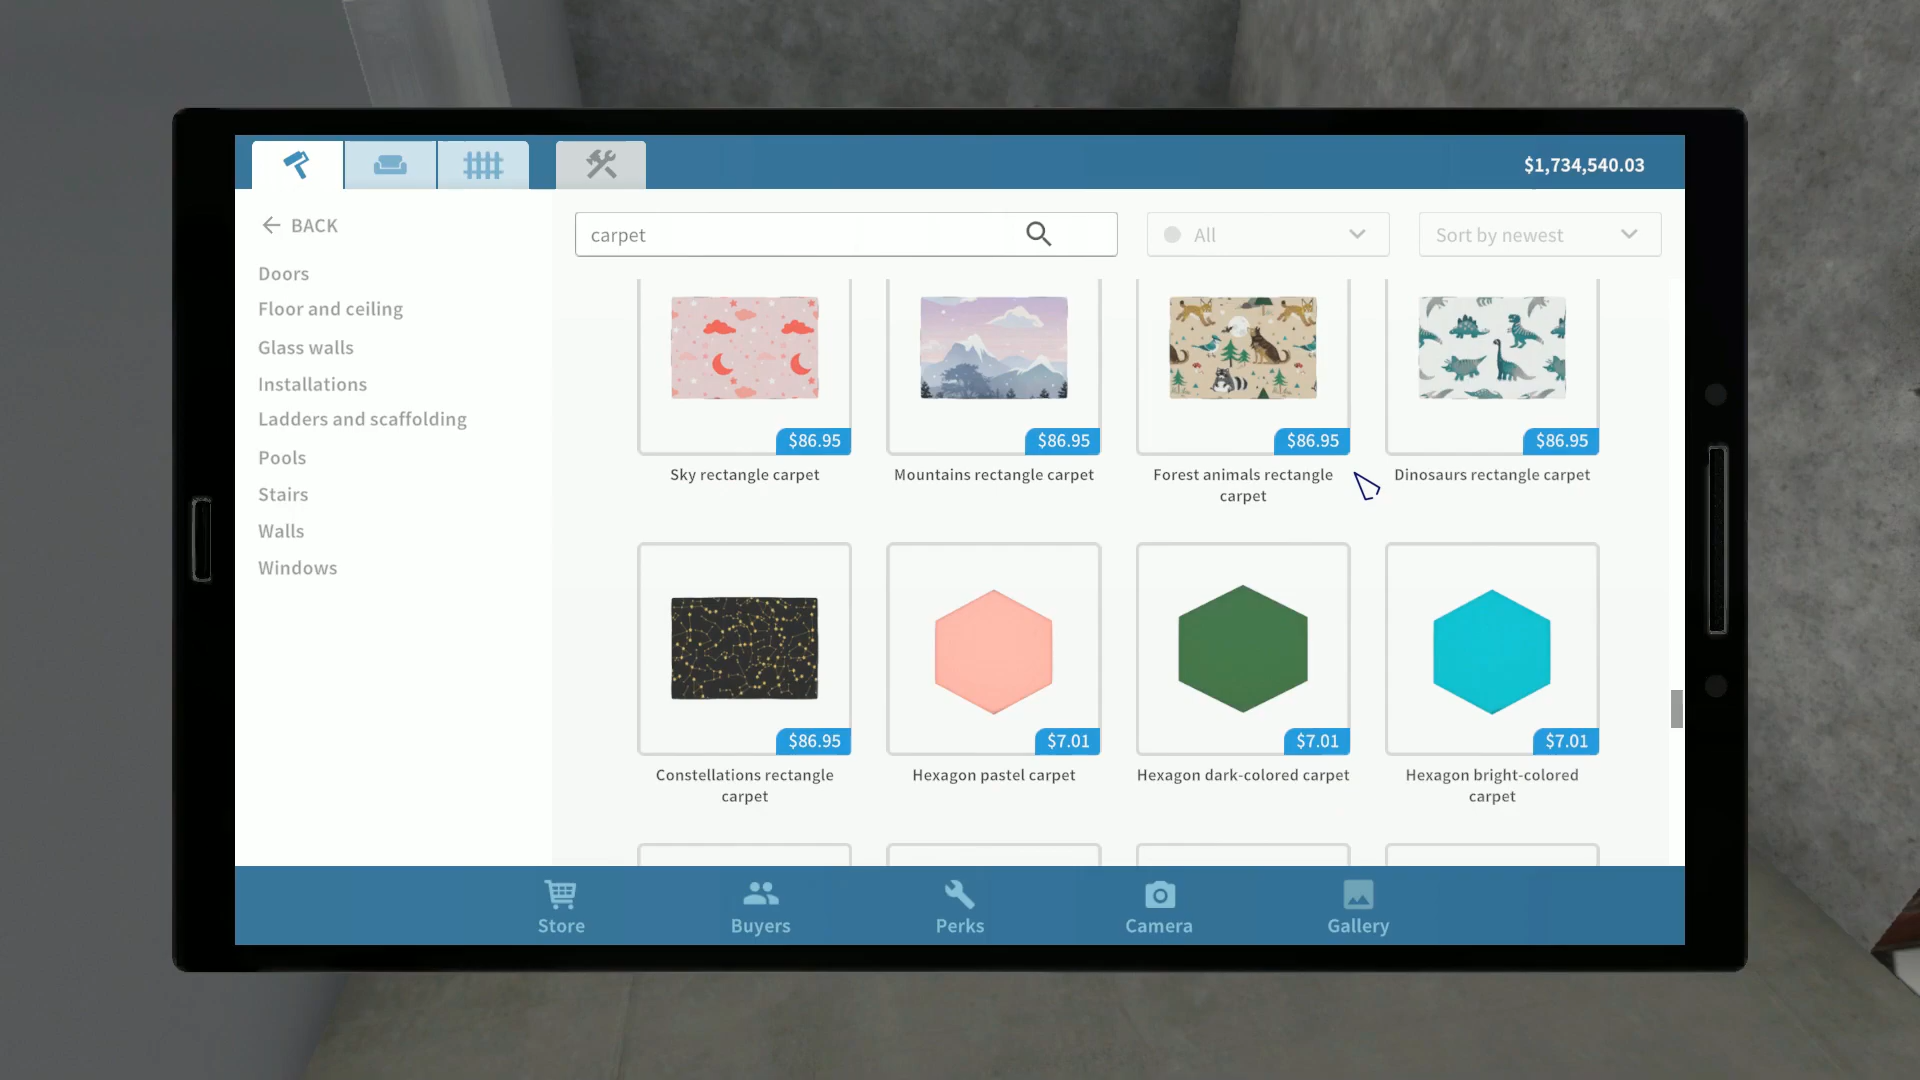 $1,734,540.03
BACK
carpet
All
Sort by newest
Doors
Floor and ceiling
Glass walls
Installations
Ladders and scaffolding
Pools
Stairs
Walls
Windows
$86.95
$86.95
$86.95
$86.95
Sky rectangle carpet
Mountains rectangle carpet
Forest animals rectangle
carpet
Dinosaurs rectangle carpet
$86.95
$7.01
$7.01
$7.01
Constellations rectangle
carpet
Hexagon pastel carpet
Hexagon dark-colored carpet
Hexagon bright-colored
carpet
Store
Buyers
Perks
Camera
Gallery